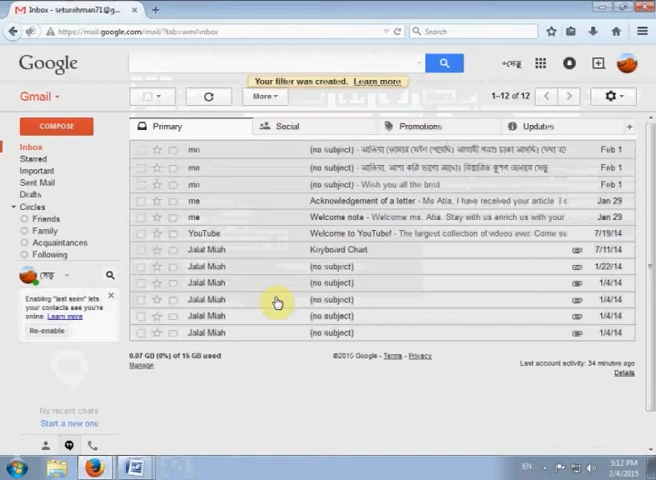 Inbox - srturahman71@g...
https://mail.google.com/mail/?tab=wm#inbox
Search
Google
+সেতু
Your filter was created. Learn more
Gmail
More
1–12 of 12
COMPOSE
Primary
Social
Promotions
Updates
+
Inbox
Starred
Important
Sent Mail
Drafts
Circles
Friends
Family
Acquaintances
Following
me (no subject) - Feb 1
me (no subject) - Feb 1
me (no subject) - Wish you all the best Feb 1
me Acknowledgement of a letter - Ms Atia, I have received your article I c Jan 29
me Welcome note - Welcome ms. Atia. Stay with us enrich us with your Jan 29
YouTube Welcome to YouTube! - The largest collection of videos ever. Come se 7/19/14
Jalal Miah Keyboard Chart 7/11/14
Jalal Miah (no subject) 1/22/14
Jalal Miah (no subject) 1/4/14
Jalal Miah (no subject) 1/4/14
Jalal Miah (no subject) 1/4/14
Jalal Miah (no subject) 1/4/14
সেতু
Enabling "last seen" lets
your contacts see you're
online. Learn more
Re-enable
0.07 GB (0%) of 15 GB used
Manage
©2015 Google - Terms - Privacy
Last account activity: 34 minutes ago
Details
No recent chats
Start a new one
EN
3:12 PM
2/4/2015